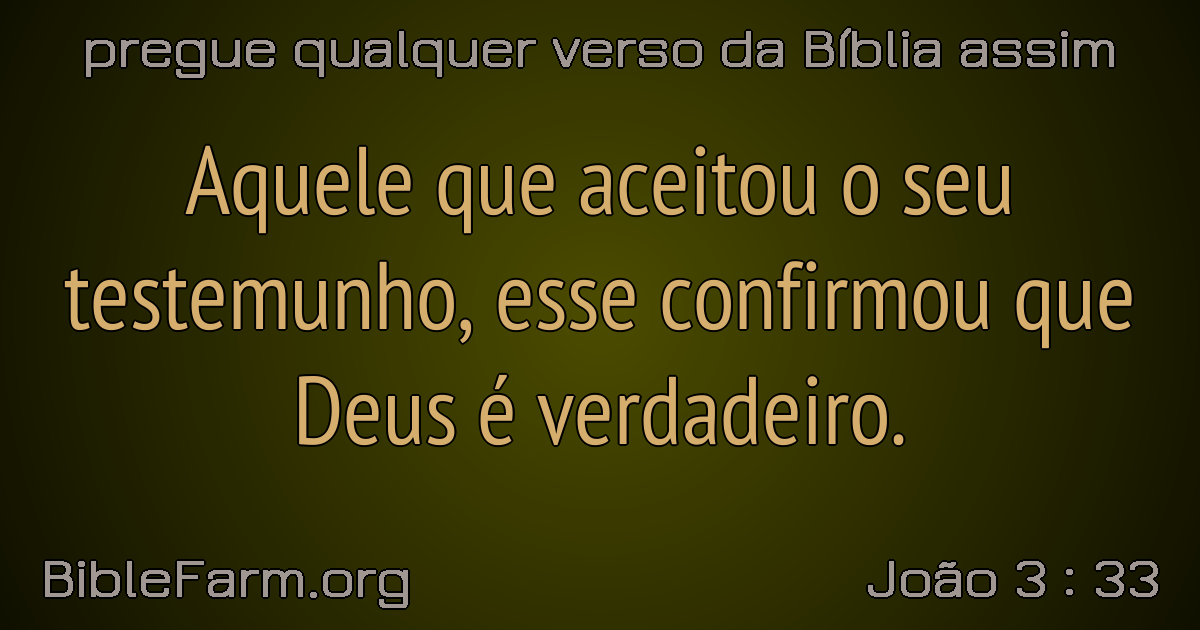 pregue qualquer verso da Bíblia assim
Aquele que aceitou o seu
testemunho, esse confirmou que
Deus é verdadeiro.
BibleFarm.org
João 3 : 33